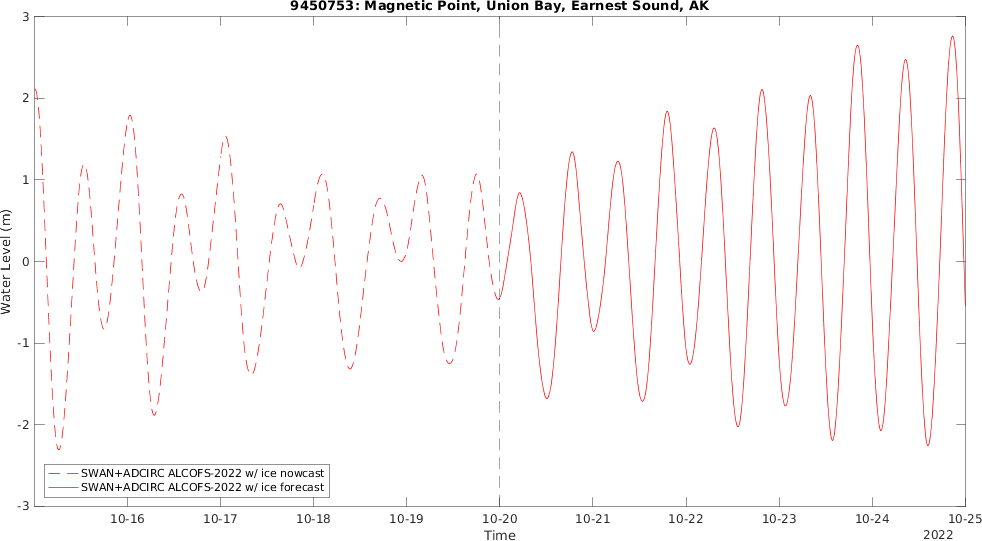 9450753: Magnetic Point, Union Bay, Earnest Sound, AK
3
2
1
0
-1
-2
-3
Water Level (m)
SWAN+ADCIRC ALCOFS-2022 w/ ice nowcast
SWAN+ADCIRC ALCOFS-2022 w/ ice forecast
10-16 10-17 10-18 10-19 10-20 10-21 10-22 10-23 10-24 10-25
Time
2022